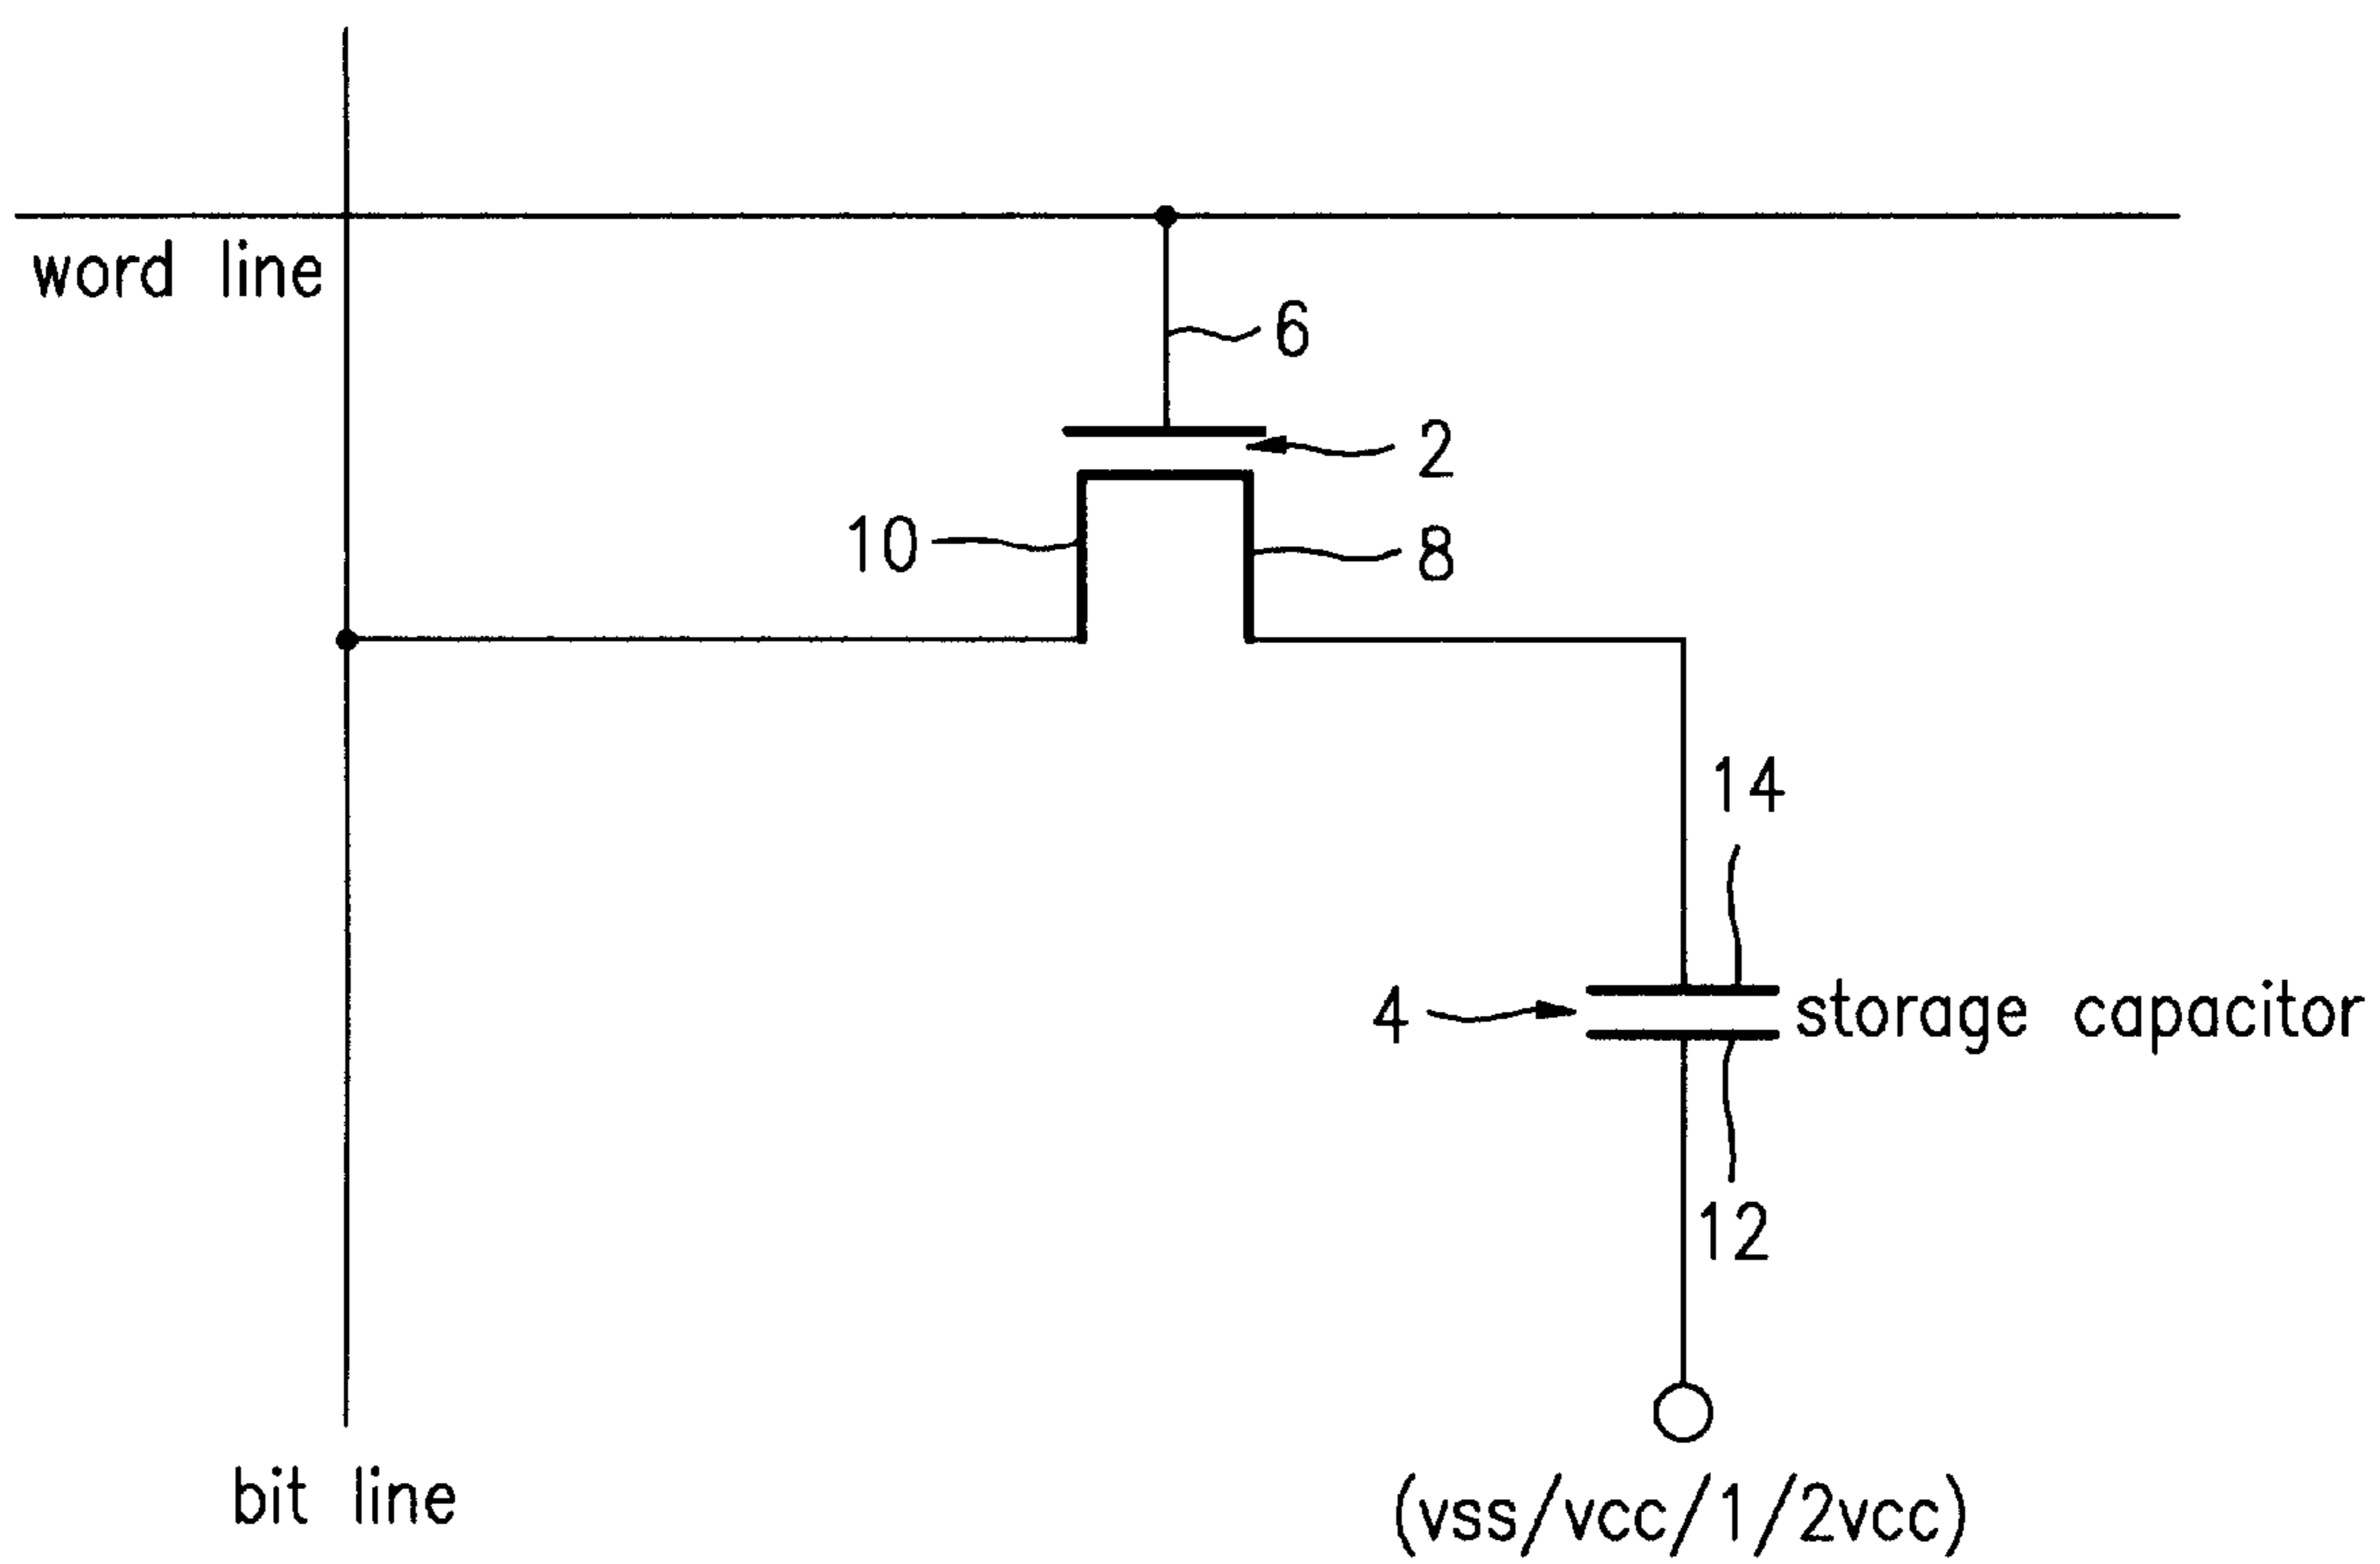 word line
6
2
10
8
14
4
storage capacitor
12
bit line
(vss/vcc/1/2vcc)